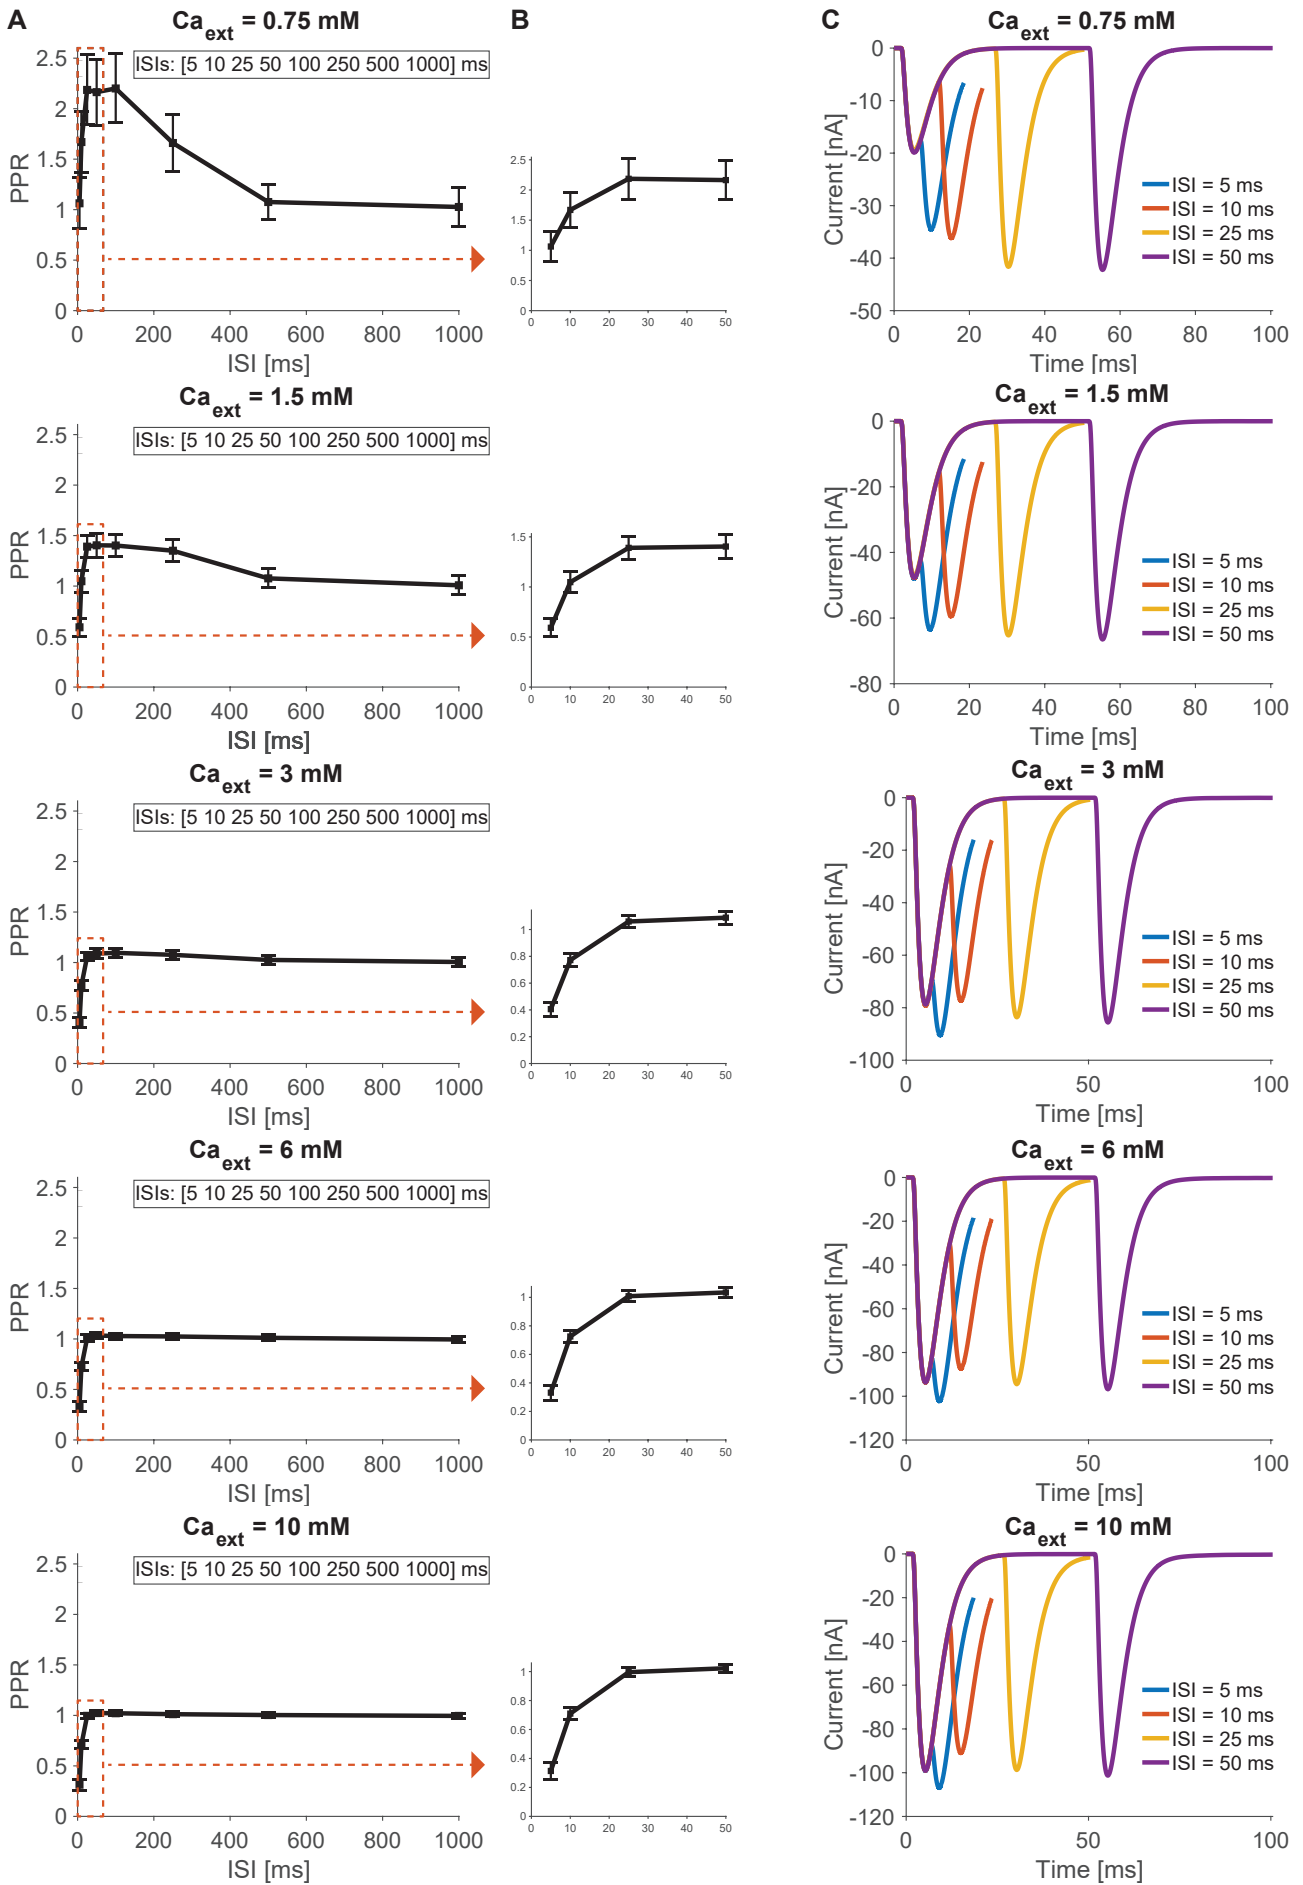 A
B
C
Ca_ext = 0.75 mM
ISIs: [5 10 25 50 100 250 500 1000] ms
PPR
2.5
2
1.5
1
0.5
0
0 200 400 600 800 1000
ISI [ms]
2.5
2
1.5
1
0.5
0
0 10 20 30 40 50
Ca_ext = 0.75 mM
Current [nA]
0
-10
-20
-30
-40
-50
ISI = 5 ms
ISI = 10 ms
ISI = 25 ms
ISI = 50 ms
0 20 40 60 80 100
Time [ms]
Ca_ext = 1.5 mM
ISIs: [5 10 25 50 100 250 500 1000] ms
PPR
2.5
2
1.5
1
0.5
0
0 200 400 600 800 1000
ISI [ms]
1.5
1
0.5
0
0 10 20 30 40 50
Ca_ext = 1.5 mM
Current [nA]
0
-20
-40
-60
-80
ISI = 5 ms
ISI = 10 ms
ISI = 25 ms
ISI = 50 ms
0 20 40 60 80 100
Time [ms]
Ca_ext = 3 mM
ISIs: [5 10 25 50 100 250 500 1000] ms
PPR
2.5
2
1.5
1
0.5
0
0 200 400 600 800 1000
ISI [ms]
1
0.8
0.6
0.4
0.2
0
0 10 20 30 40 50
Ca_ext = 3 mM
Current [nA]
0
-20
-40
-60
-80
-100
ISI = 5 ms
ISI = 10 ms
ISI = 25 ms
ISI = 50 ms
0 50 100
Time [ms]
Ca_ext = 6 mM
ISIs: [5 10 25 50 100 250 500 1000] ms
PPR
2.5
2
1.5
1
0.5
0
0 200 400 600 800 1000
ISI [ms]
1
0.8
0.6
0.4
0.2
0
0 10 20 30 40 50
Ca_ext = 6 mM
Current [nA]
0
-20
-40
-60
-80
-100
-120
ISI = 5 ms
ISI = 10 ms
ISI = 25 ms
ISI = 50 ms
0 50 100
Time [ms]
Ca_ext = 10 mM
ISIs: [5 10 25 50 100 250 500 1000] ms
PPR
2.5
2
1.5
1
0.5
0
0 200 400 600 800 1000
ISI [ms]
1
0.8
0.6
0.4
0.2
0
0 10 20 30 40 50
Ca_ext = 10 mM
Current [nA]
0
-20
-40
-60
-80
-100
-120
ISI = 5 ms
ISI = 10 ms
ISI = 25 ms
ISI = 50 ms
0 50 100
Time [ms]